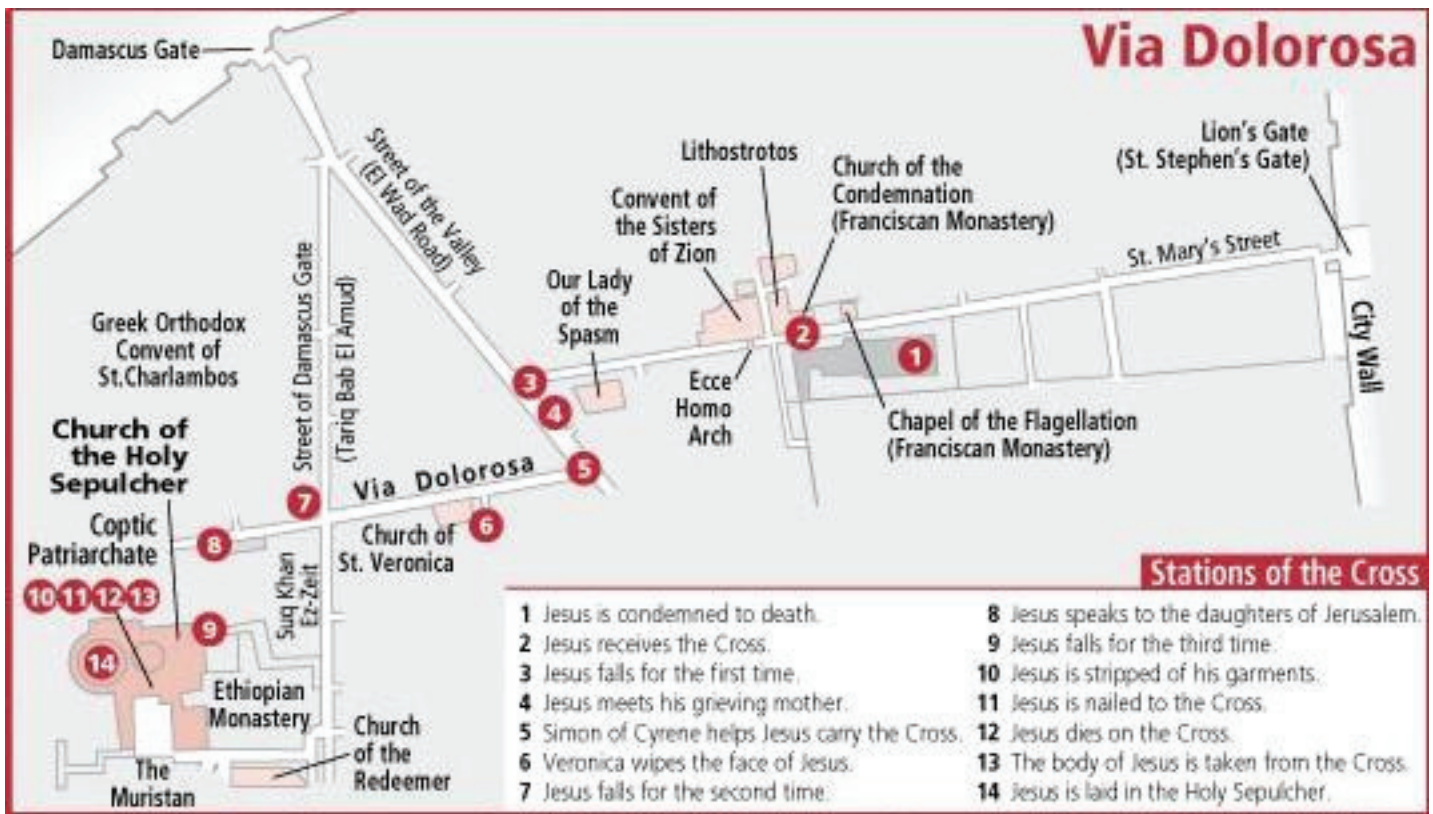 Via Dolorosa
Damascus Gate
Street of the Valley
(El Wad Road)
Lithostrotos
Church of the
Condemnation
(Franciscan Monastery)
Lion's Gate
(St. Stephen's Gate)
Convent of
the Sisters
of Zion
St. Mary's Street
Our Lady
of the
Spasm
City Wall
Greek Orthodox
Convent of
St.Charlambos
Street of Damascus Gate
(Tariq Bab El Amud)
2
1
3
4
Ecce
Homo
Arch
Chapel of the Flagellation
(Franciscan Monastery)
Church of
the Holy
Sepulcher
Via Dolorosa
5
7
6
8
Coptic
Patriarchate
Church of
St. Veronica
Suq Khan
Ez-Zeit
10 11 12 13
9
14
Ethiopian
Monastery
Church
of the
Redeemer
The
Muristan
Stations of the Cross
1 Jesus is condemned to death.
2 Jesus receives the Cross.
3 Jesus falls for the first time.
4 Jesus meets his grieving mother.
5 Simon of Cyrene helps Jesus carry the Cross.
6 Veronica wipes the face of Jesus.
7 Jesus falls for the second time.
8 Jesus speaks to the daughters of Jerusalem.
9 Jesus falls for the third time.
10 Jesus is stripped of his garments.
11 Jesus is nailed to the Cross.
12 Jesus dies on the Cross.
13 The body of Jesus is taken from the Cross.
14 Jesus is laid in the Holy Sepulcher.